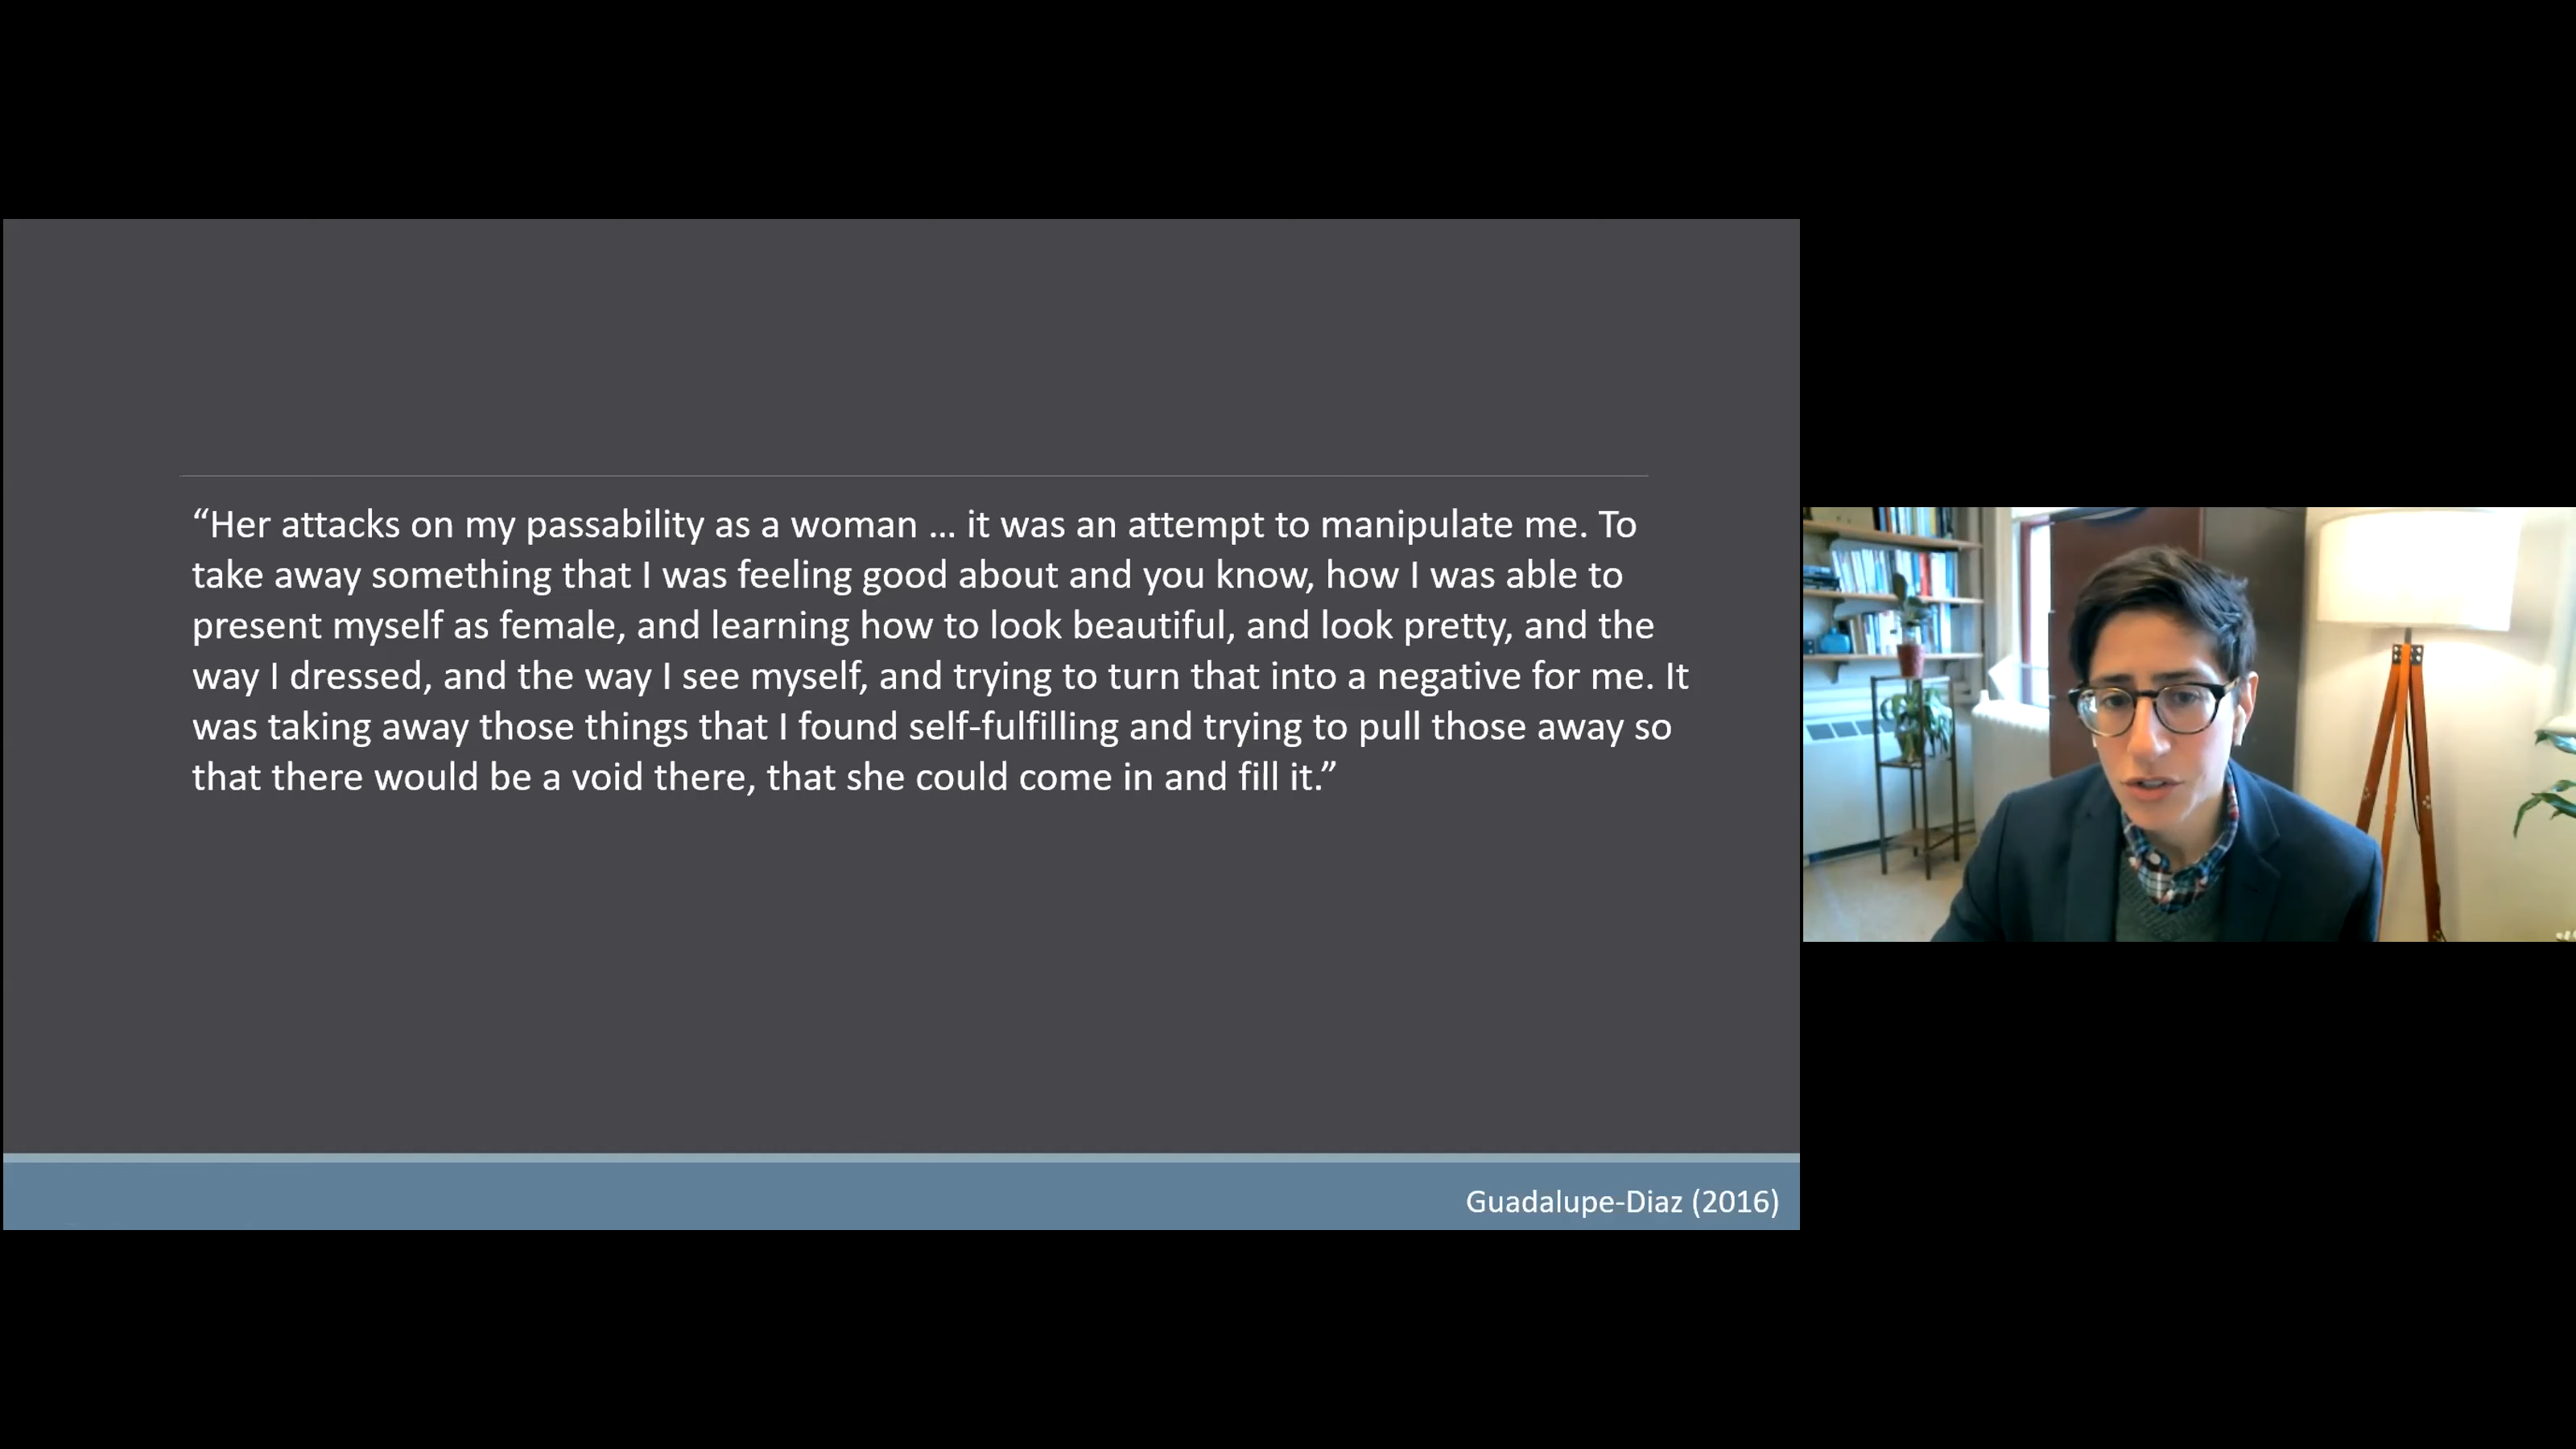 “Her attacks on my passability as a woman … it was an attempt to manipulate me. To
take away something that I was feeling good about and you know, how I was able to
present myself as female, and learning how to look beautiful, and look pretty, and the
way I dressed, and the way I see myself, and trying to turn that into a negative for me. It
was taking away those things that I found self-fulfilling and trying to pull those away so
that there would be a void there, that she could come in and fill it.”
Guadalupe-Diaz (2016)